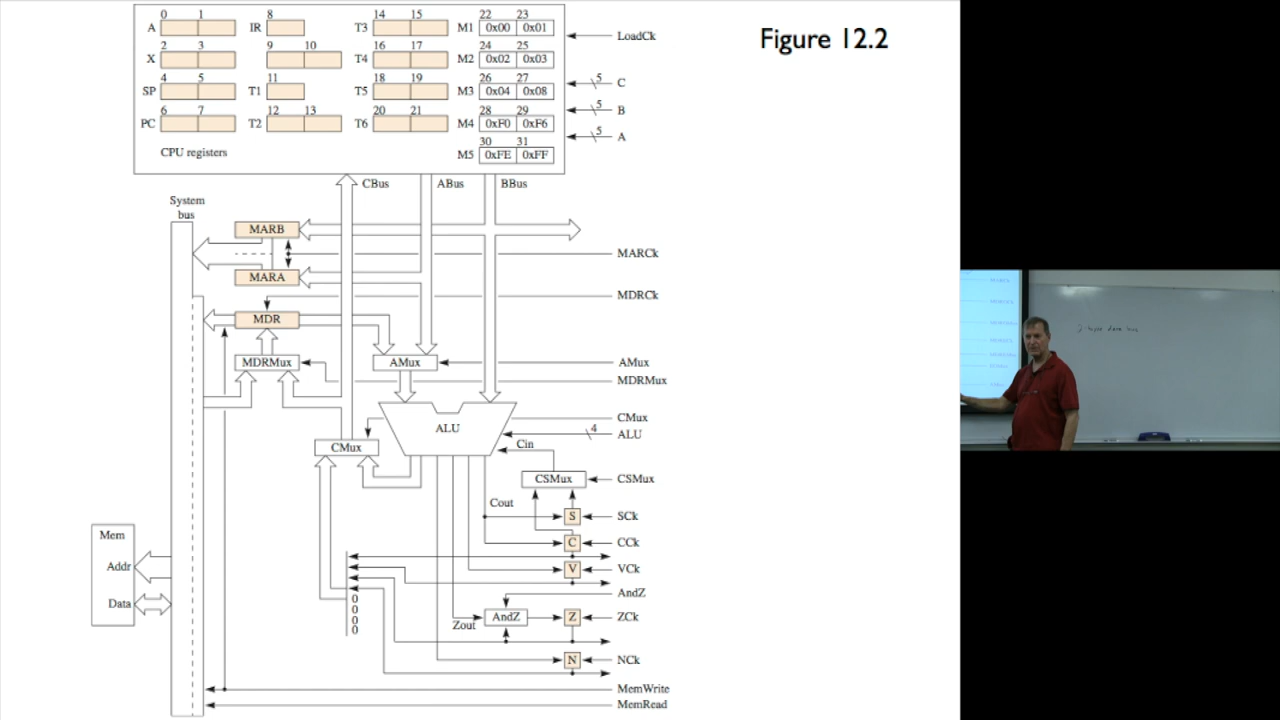 Figure 12.2
0 1 8 14 15 22 23
A IR T3 M1 0x00 0x01 LoadCk
2 3 9 10 16 17 24 25
X T4 M2 0x02 0x03
4 5 11 18 19 26 27
SP T1 T5 M3 0x04 0x08 5 C
6 7 12 13 20 21 28 29
PC T2 T6 M4 0xF0 0xF6 5 B
30 31
CPU registers M5 0xFE 0xFF 5 A
CBus ABus BBus
System
bus
MARB
MARCk
MARA
MDRCk
MDR
MDRMux AMux AMux
MDRMux
CMux
ALU 4 ALU
Cin
CMux
CSMux CSMux
Cout
S SCk
Mem
C CCk
Addr V VCk
AndZ
Data 0
0
0
0
AndZ Z ZCk
Zout
N NCk
MemWrite
MemRead
2 byte data bus